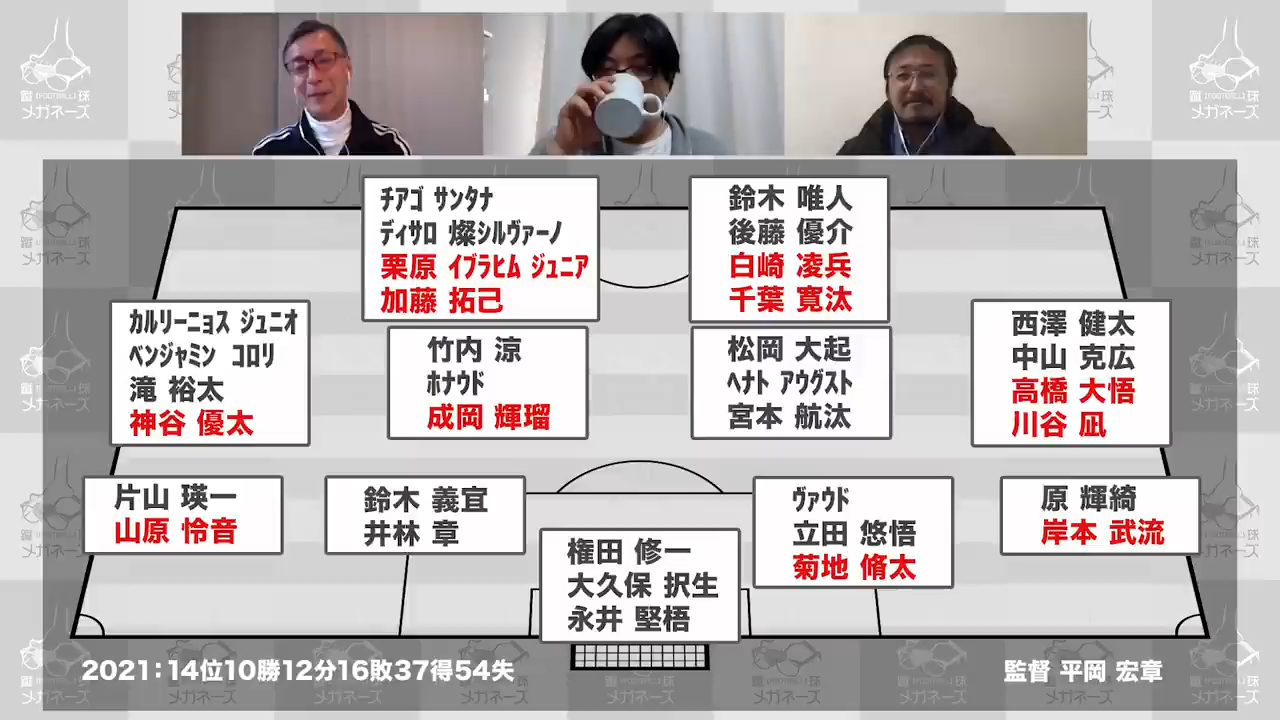 チアゴ サンタナ
ディサロ 燦シルヴァーノ
栗原 イブラヒム ジュニア
加藤 拓己
鈴木 唯人
後藤 優介
白崎 凌兵
千葉 寛汰
カルリーニョス ジュニオ
ベンジャミン コロリ
滝 裕太
神谷 優太
竹内 涼
ホナウド
成岡 輝瑠
松岡 大起
ヘナト アウグスト
宮本 航汰
西澤 健太
中山 克広
高橋 大悟
川谷 凪
片山 瑛一
山原 怜音
鈴木 義宜
井林 章
権田 修一
大久保 択生
永井 堅梧
ヴァウド
立田 悠悟
菊地 脩太
原 輝綺
岸本 武流
2021:14位10勝12分16敗37得54失
監督 平岡 宏章
蹴 [FOOTBALL] 球
メガネーズ